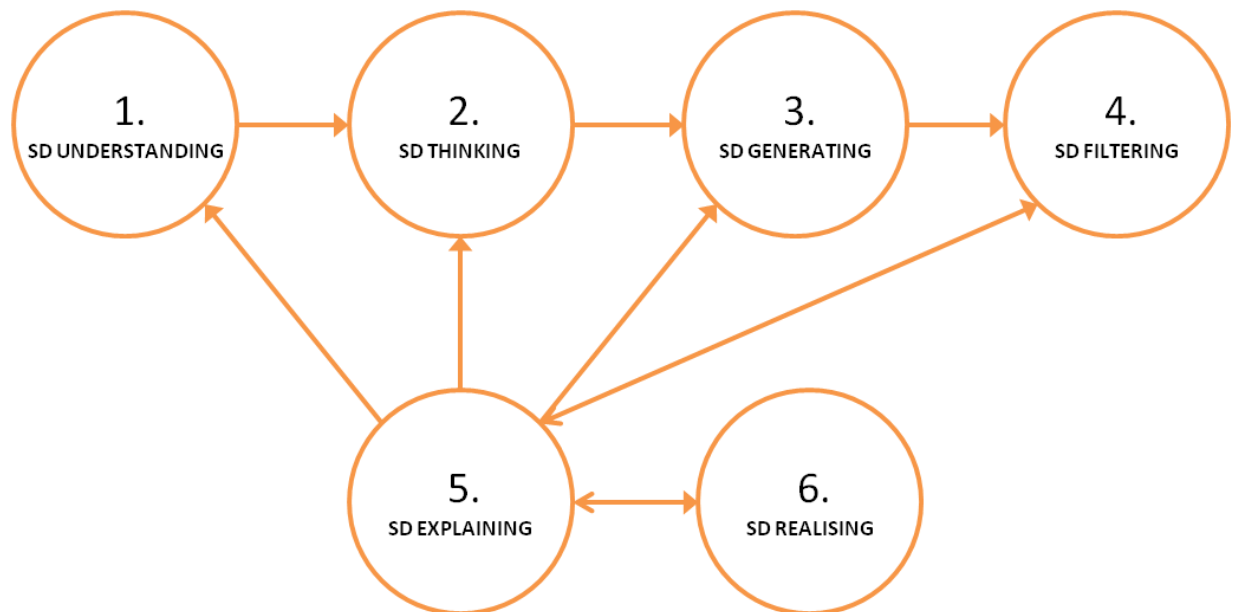 1.
SD UNDERSTANDING
2.
SD THINKING
3.
SD GENERATING
4.
SD FILTERING
5.
SD EXPLAINING
6.
SD REALISING